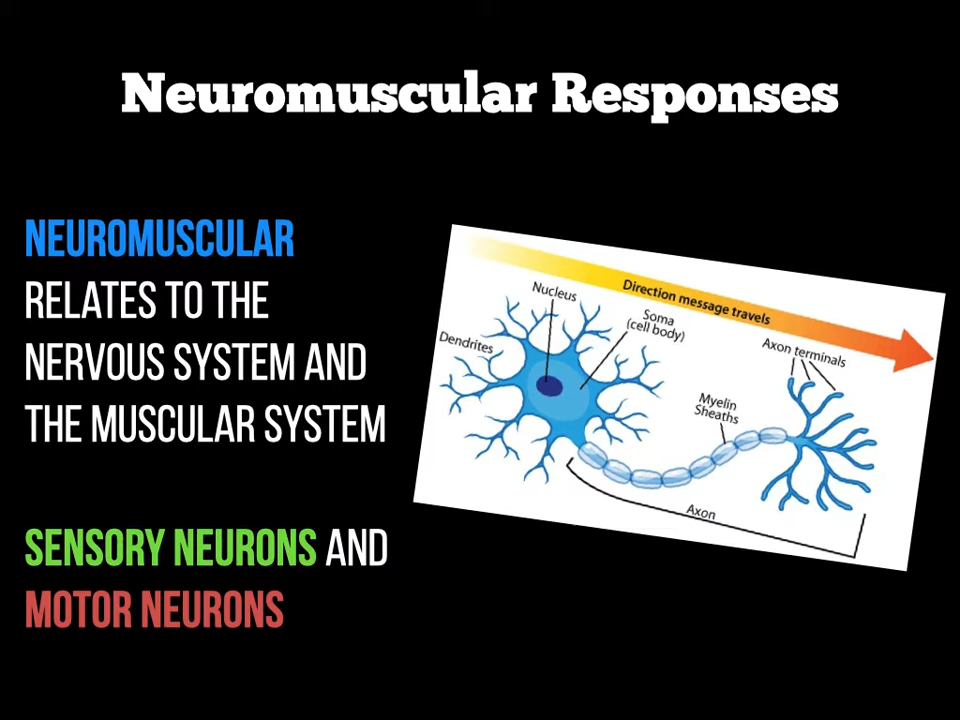 Neuromuscular Responses
NEUROMUSCULAR
RELATES TO THE
NERVOUS SYSTEM AND
THE MUSCULAR SYSTEM
SENSORY NEURONS AND
MOTOR NEURONS
Direction message travels
Nucleus
Soma
(cell body)
Dendrites
Axon terminals
Myelin
Sheaths
Axon